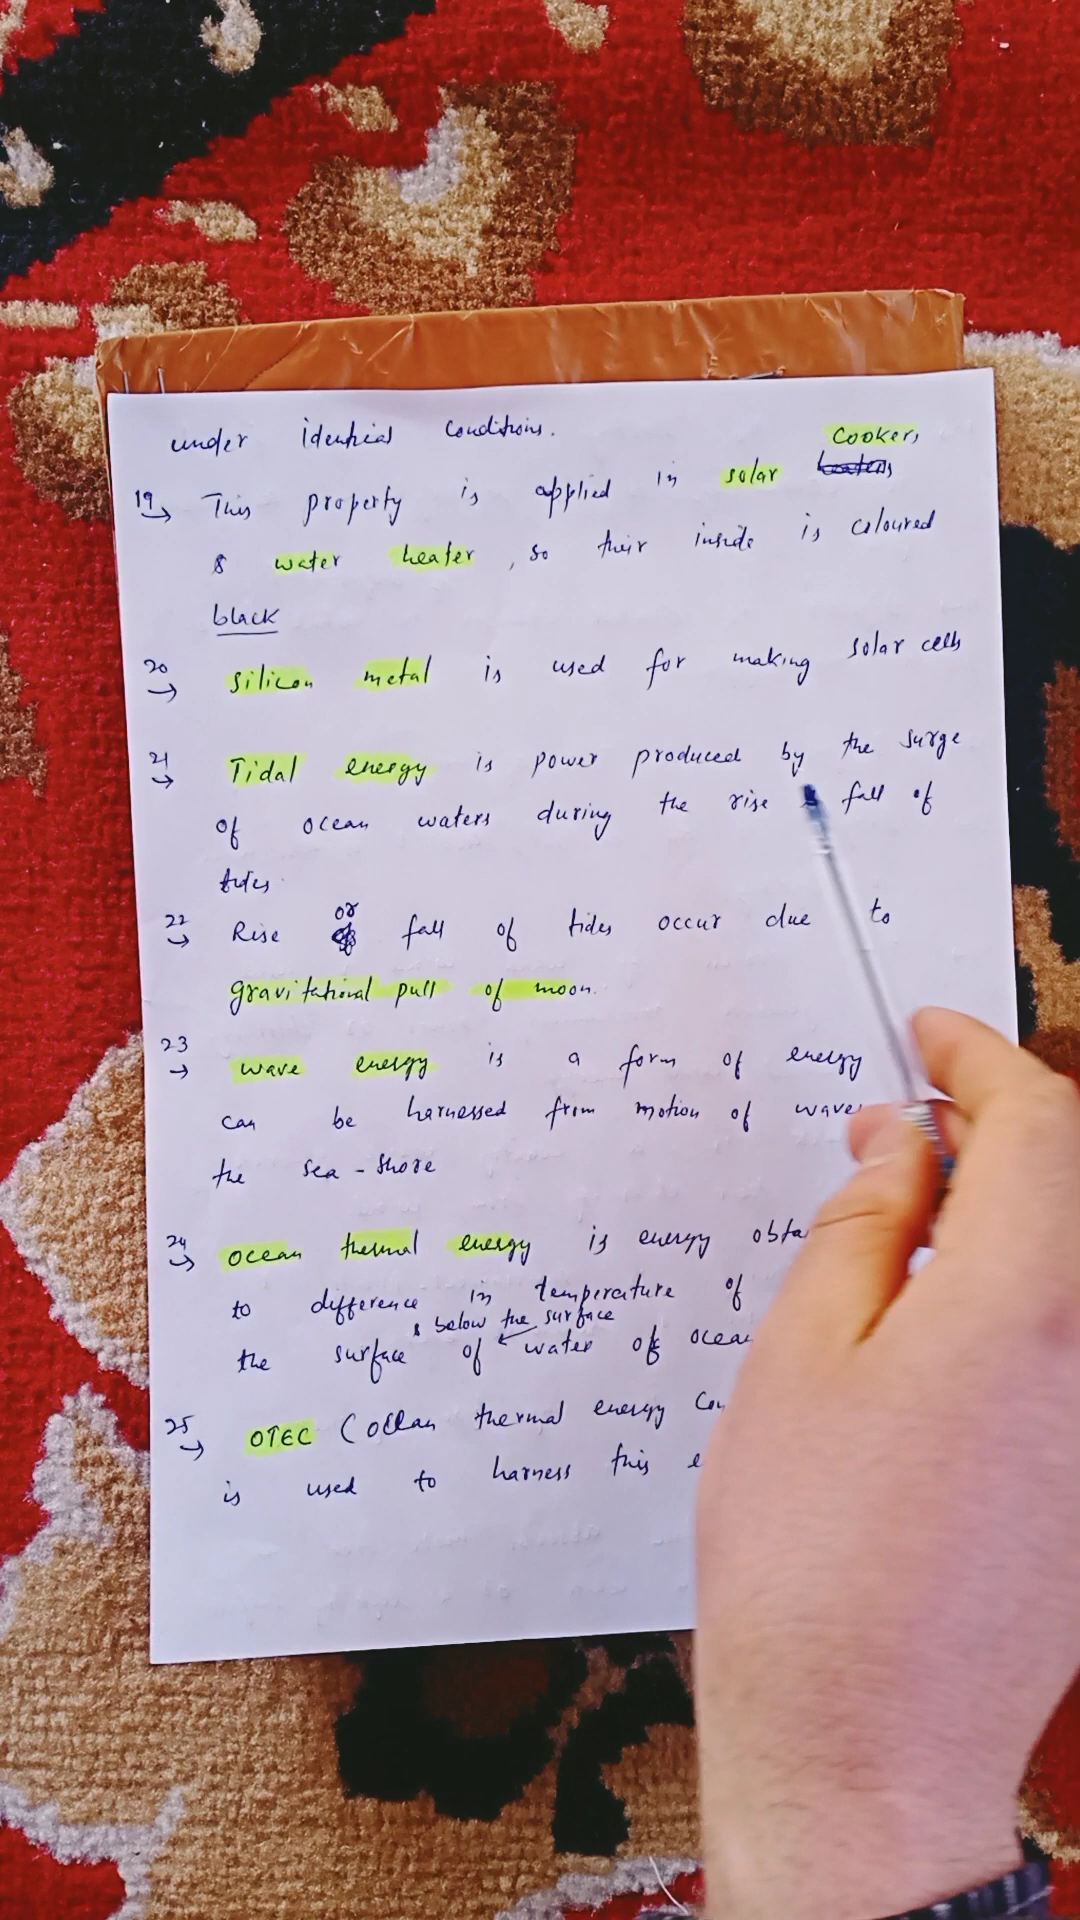 under identical conditions.
cookers
19→ This property is applied in solar heaters
& water heater, so their inside is coloured
black
20→ Silicon metal is used for making solar cells
21→ Tidal energy is power produced by the surge
of ocean waters during the rise fall of
tides.
22→ Rise or fall of tides occur due to
gravitational pull of moon.
23→ wave energy is a form of energy
can be harnessed from motion of wave
the sea-shore
24→ ocean thermal energy is energy
to difference in temperature of
& below the surface
the surface of water of
25→ OTEC (Ocean thermal energy
is used to harness this